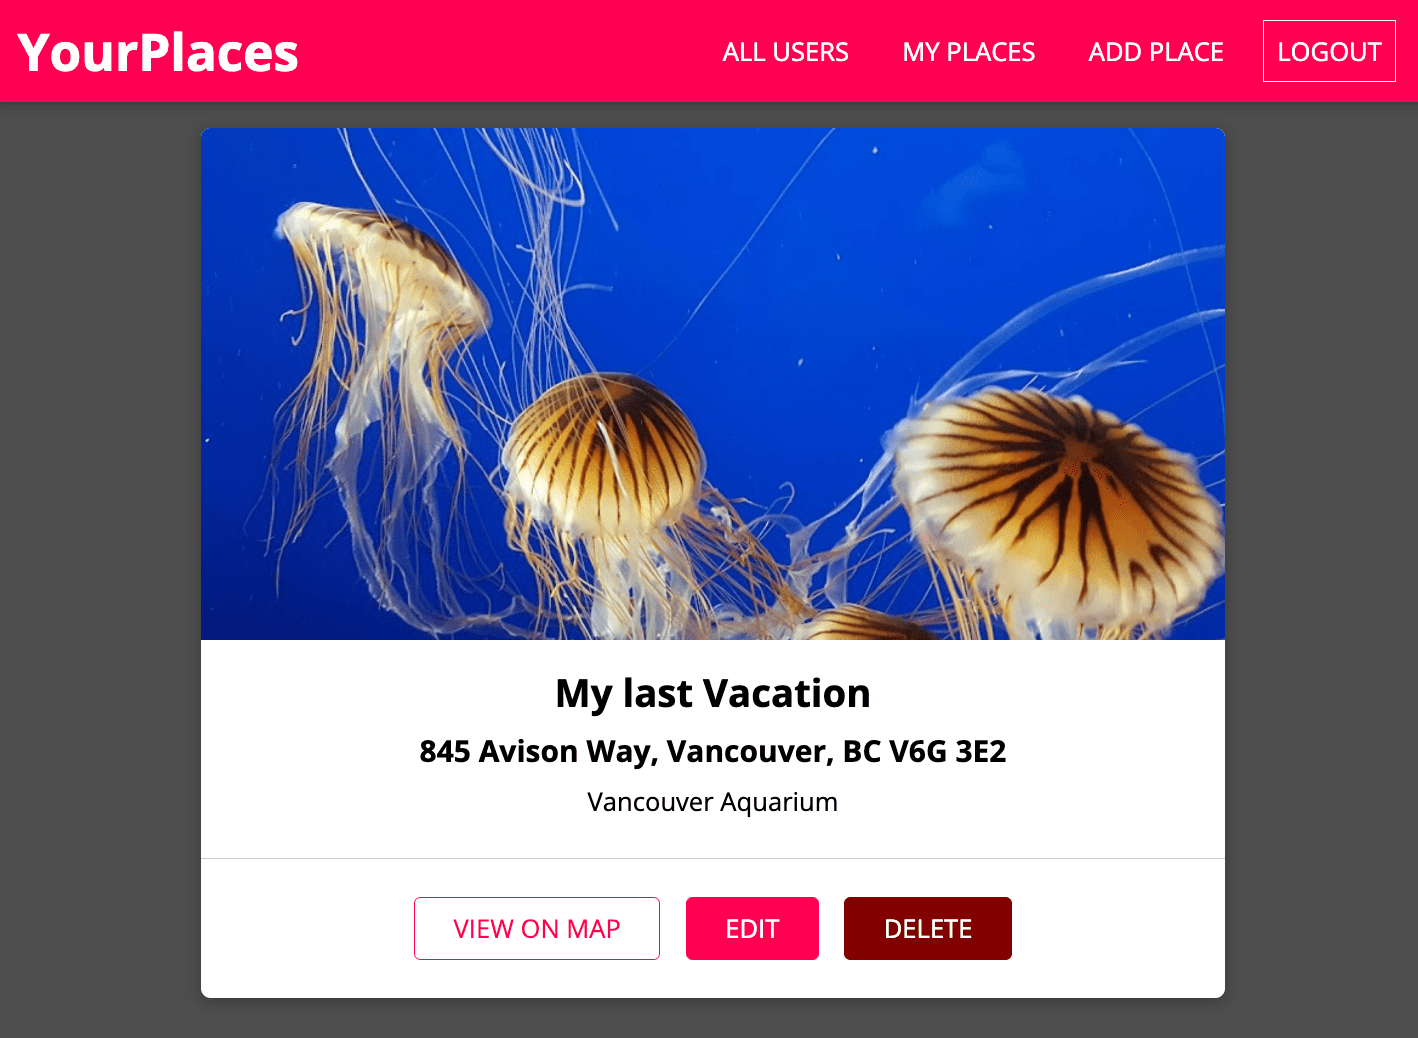 YourPlaces
ALL USERS MY PLACES ADD PLACE LOGOUT
My last Vacation
845 Avison Way, Vancouver, BC V6G 3E2
Vancouver Aquarium
VIEW ON MAP EDIT DELETE